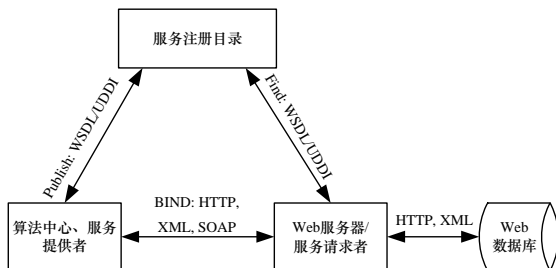 服务注册目录
Publish: WSDL/UDDI
Find: WSDL/UDDI
算法中心、服务
提供者
BIND: HTTP,
XML, SOAP
Web服务器/
服务请求者
HTTP, XML
Web
数据库